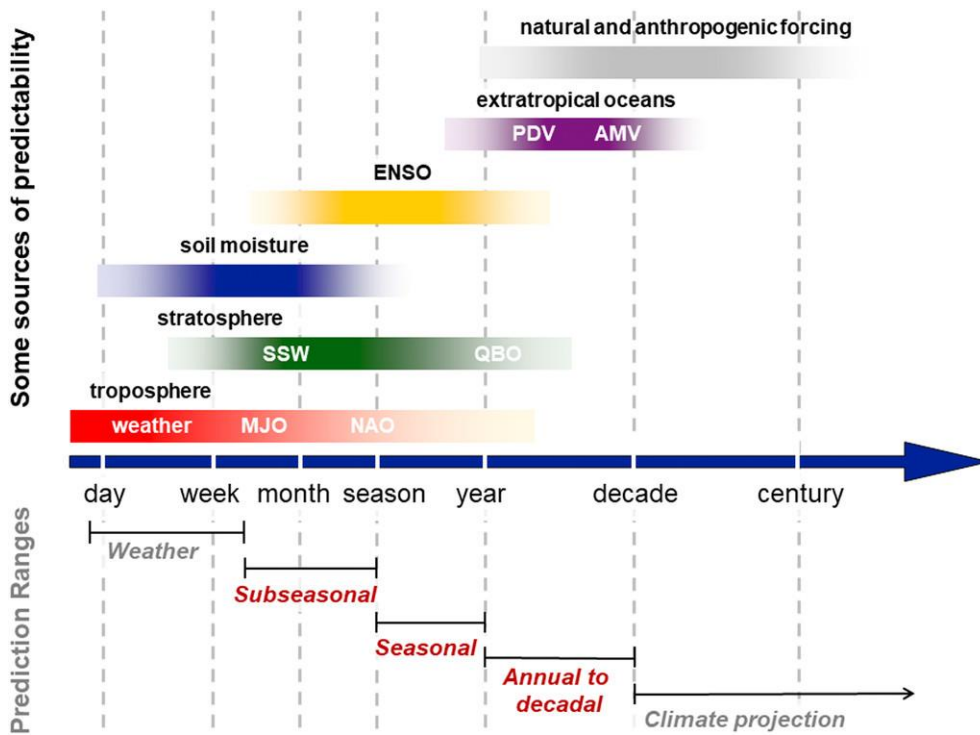 Some sources of predictability
natural and anthropogenic forcing
extratropical oceans
PDV AMV
ENSO
soil moisture
stratosphere
SSW QBO
troposphere
weather MJO NAO
day week month season year decade century
Prediction Ranges
Weather
Subseasonal
Seasonal
Annual to
decadal
Climate projection